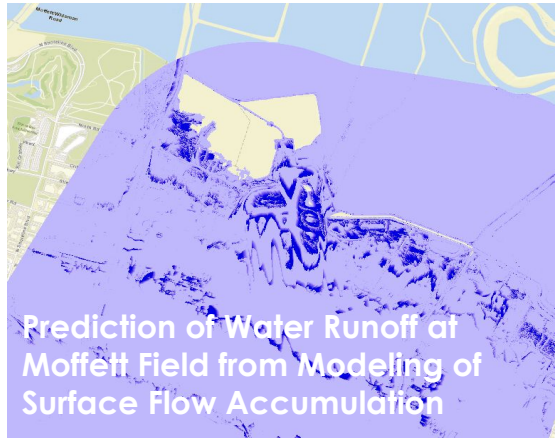 Prediction of Water Runoff at
Moffett Field from Modeling of
Surface Flow Accumulation